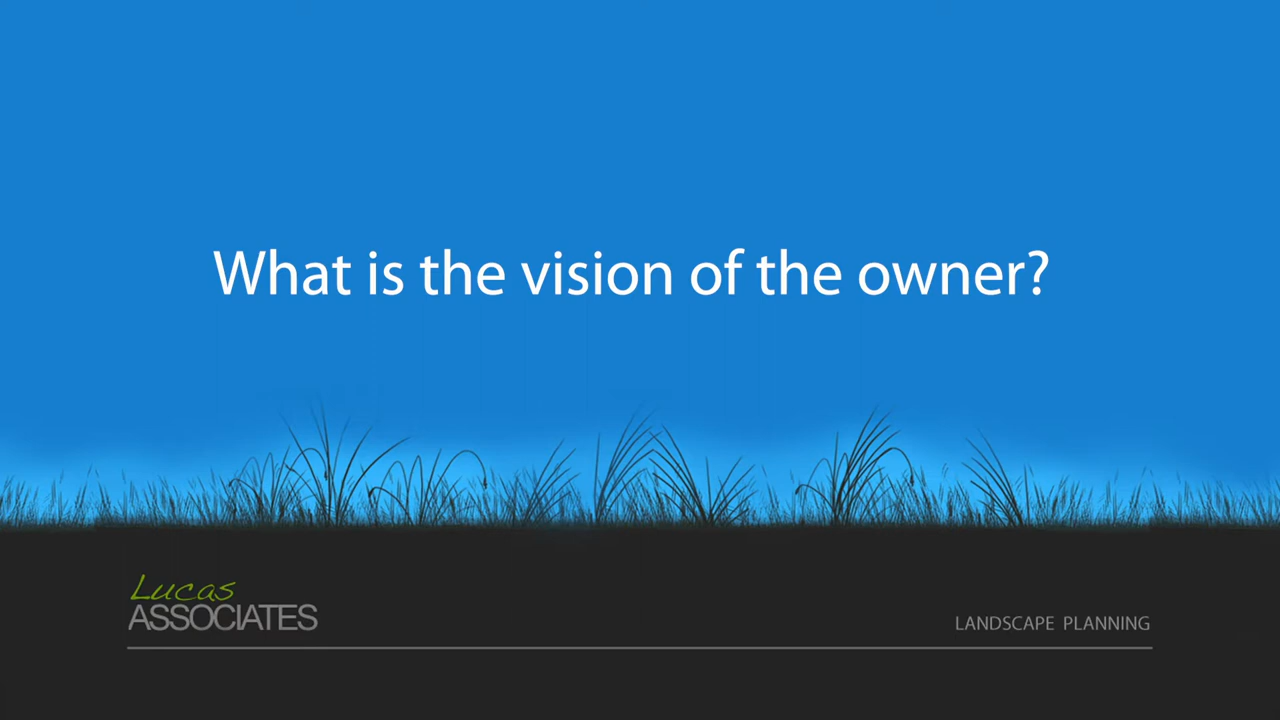 What is the vision of the owner?
Lucas
ASSOCIATES
LANDSCAPE PLANNING